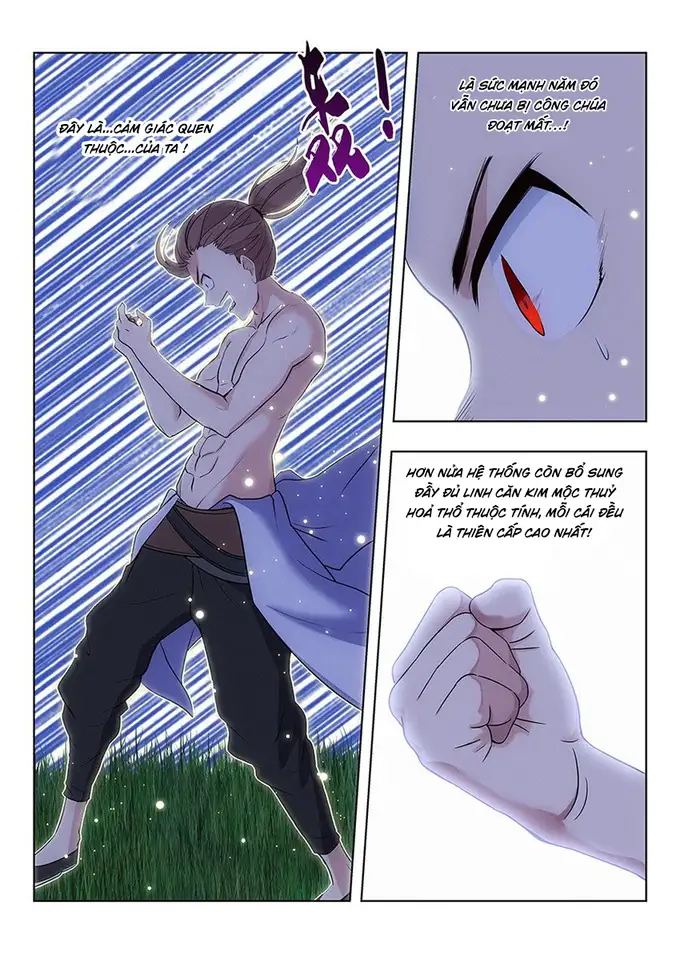 ĐÂY LÀ...CẢM GIÁC QUEN
THUỘC...CỦA TA !
LÀ SỨC MẠNH NĂM ĐÓ
VẪN CHƯA BỊ CÔNG CHÚA
ĐOẠT MẤT...!
HƠN NỬA HỆ THỐNG CÒN BỔ SUNG
ĐẦY ĐỦ LINH CĂN KIM MỘC THUỶ
HOẢ THỔ THUỘC TÍNH, MỖI CÁI ĐỀU
LÀ THIÊN CẤP CAO NHẤT!